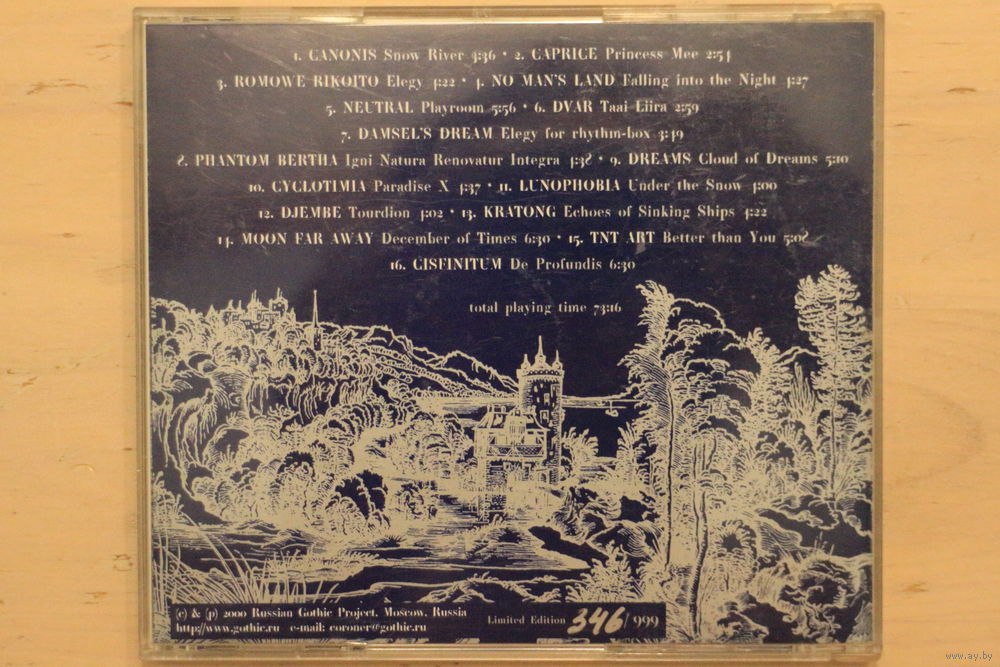 1. CANONIS Snow River 4:36 • 2. CAPRICE Princess Mee 2:54
3. ROMOWE RIKOITO Elegy 4:22 • 4. NO MAN'S LAND Falling into the Night 4:27
5. NEUTRAL Playroom 5:56 • 6. DVAR Taai Liira 2:59
7. DAMSEL'S DREAM Elegy for rhythm-box 3:49
8. PHANTOM BERTHA Igni Natura Renovatur Integra 4:38 • 9. DREAMS Cloud of Dreams 5:10
10. CYCLOTIMIA Paradise X 4:37 • 11. LUNOPHOBIA Under the Snow 4:00
12. DJEMBE Tourdion 4:02 • 13. KRATONG Echoes of Sinking Ships 4:22
14. MOON FAR AWAY December of Times 6:30 • 15. TNT ART Better than You 5:08
16. CISFINITUM De Profundis 6:30
total playing time 73:16
(c) & (p) 2000 Russian Gothic Project, Moscow, Russia
http://www.gothic.ru e-mail: coroner@gothic.ru
Limited Edition 346/ 999
www.ay.by